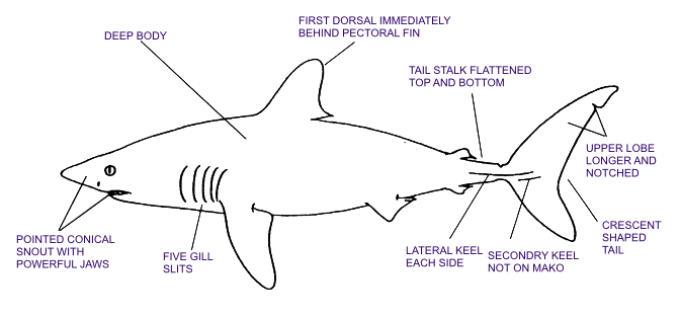 FIRST DORSAL IMMEDIATELY
BEHIND PECTORAL FIN
DEEP BODY
TAIL STALK FLATTENED
TOP AND BOTTOM
UPPER LOBE
LONGER AND
NOTCHED
CRESCENT
SHAPED
TAIL
POINTED CONICAL
SNOUT WITH
POWERFUL JAWS
FIVE GILL
SLITS
LATERAL KEEL
EACH SIDE
SECONDRY KEEL
NOT ON MAKO